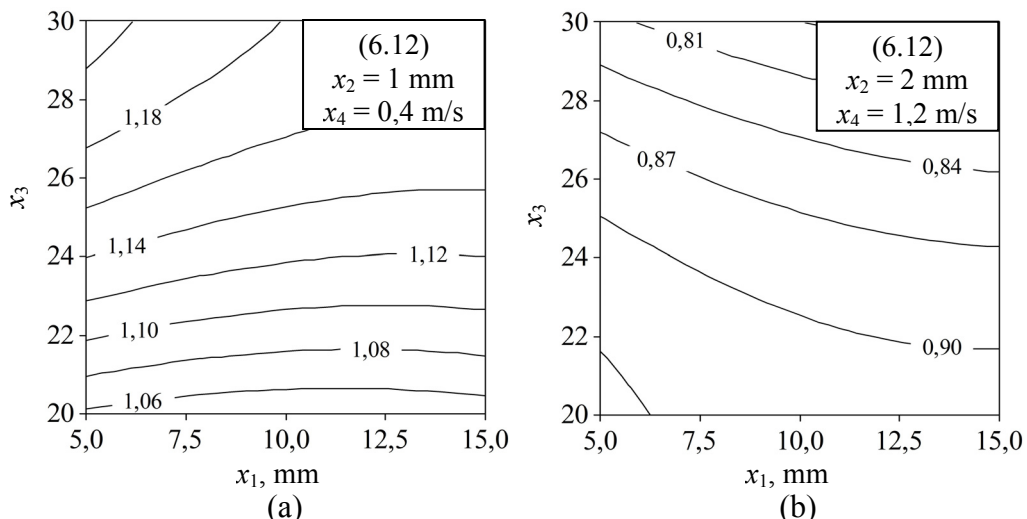 30
28
26
24
22
20
x3
(6.12)
x2 = 1 mm
x4 = 0,4 m/s
1,18
1,14
1,12
1,10
1,08
1,06
5,0 7,5 10,0 12,5 15,0
x1, mm
(a)
30
28
26
24
22
20
x3
(6.12)
x2 = 2 mm
x4 = 1,2 m/s
0,81
0,84
0,87
0,90
5,0 7,5 10,0 12,5 15,0
x1, mm
(b)